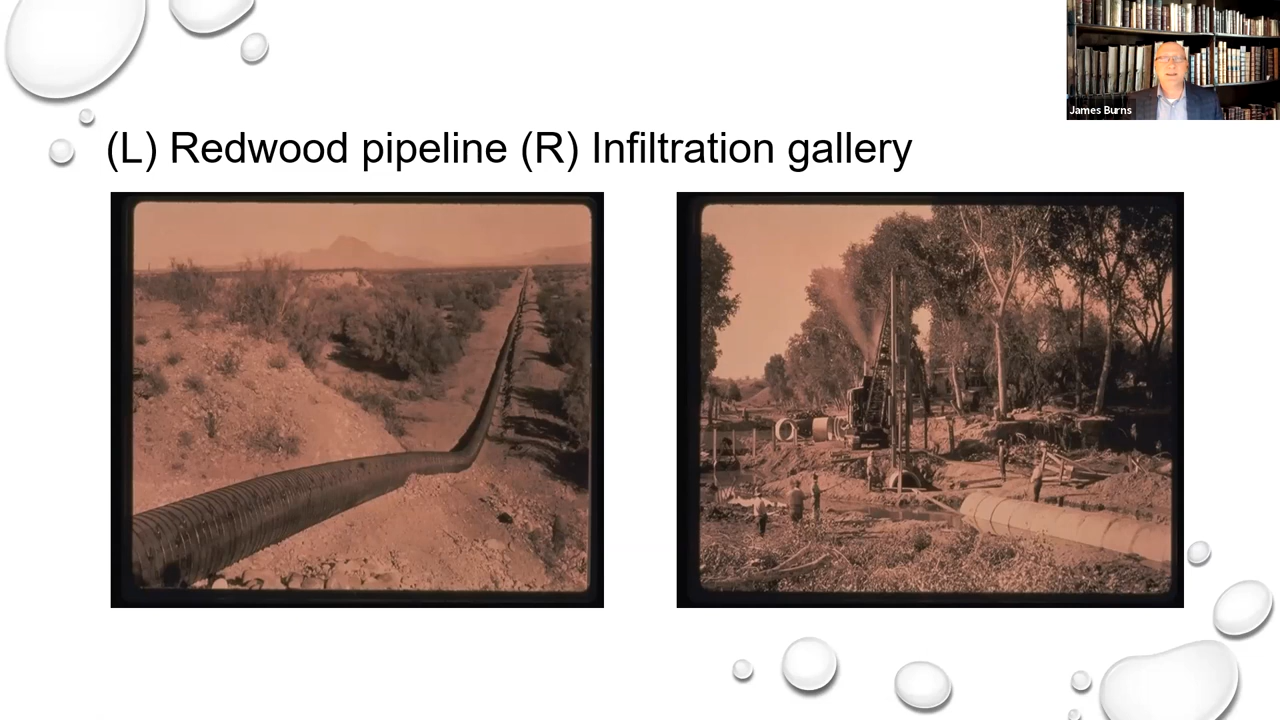 James Burns
(L) Redwood pipeline (R) Infiltration gallery